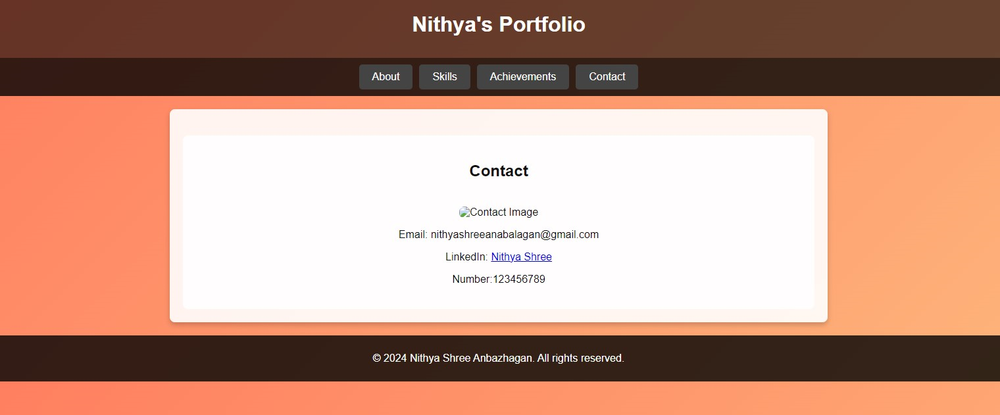 Nithya's Portfolio
About Skills Achievements Contact
Contact
Contact Image
Email: nithyashreeanabalagan@gmail.com
LinkedIn: Nithya Shree
Number:123456789
© 2024 Nithya Shree Anbazhagan. All rights reserved.